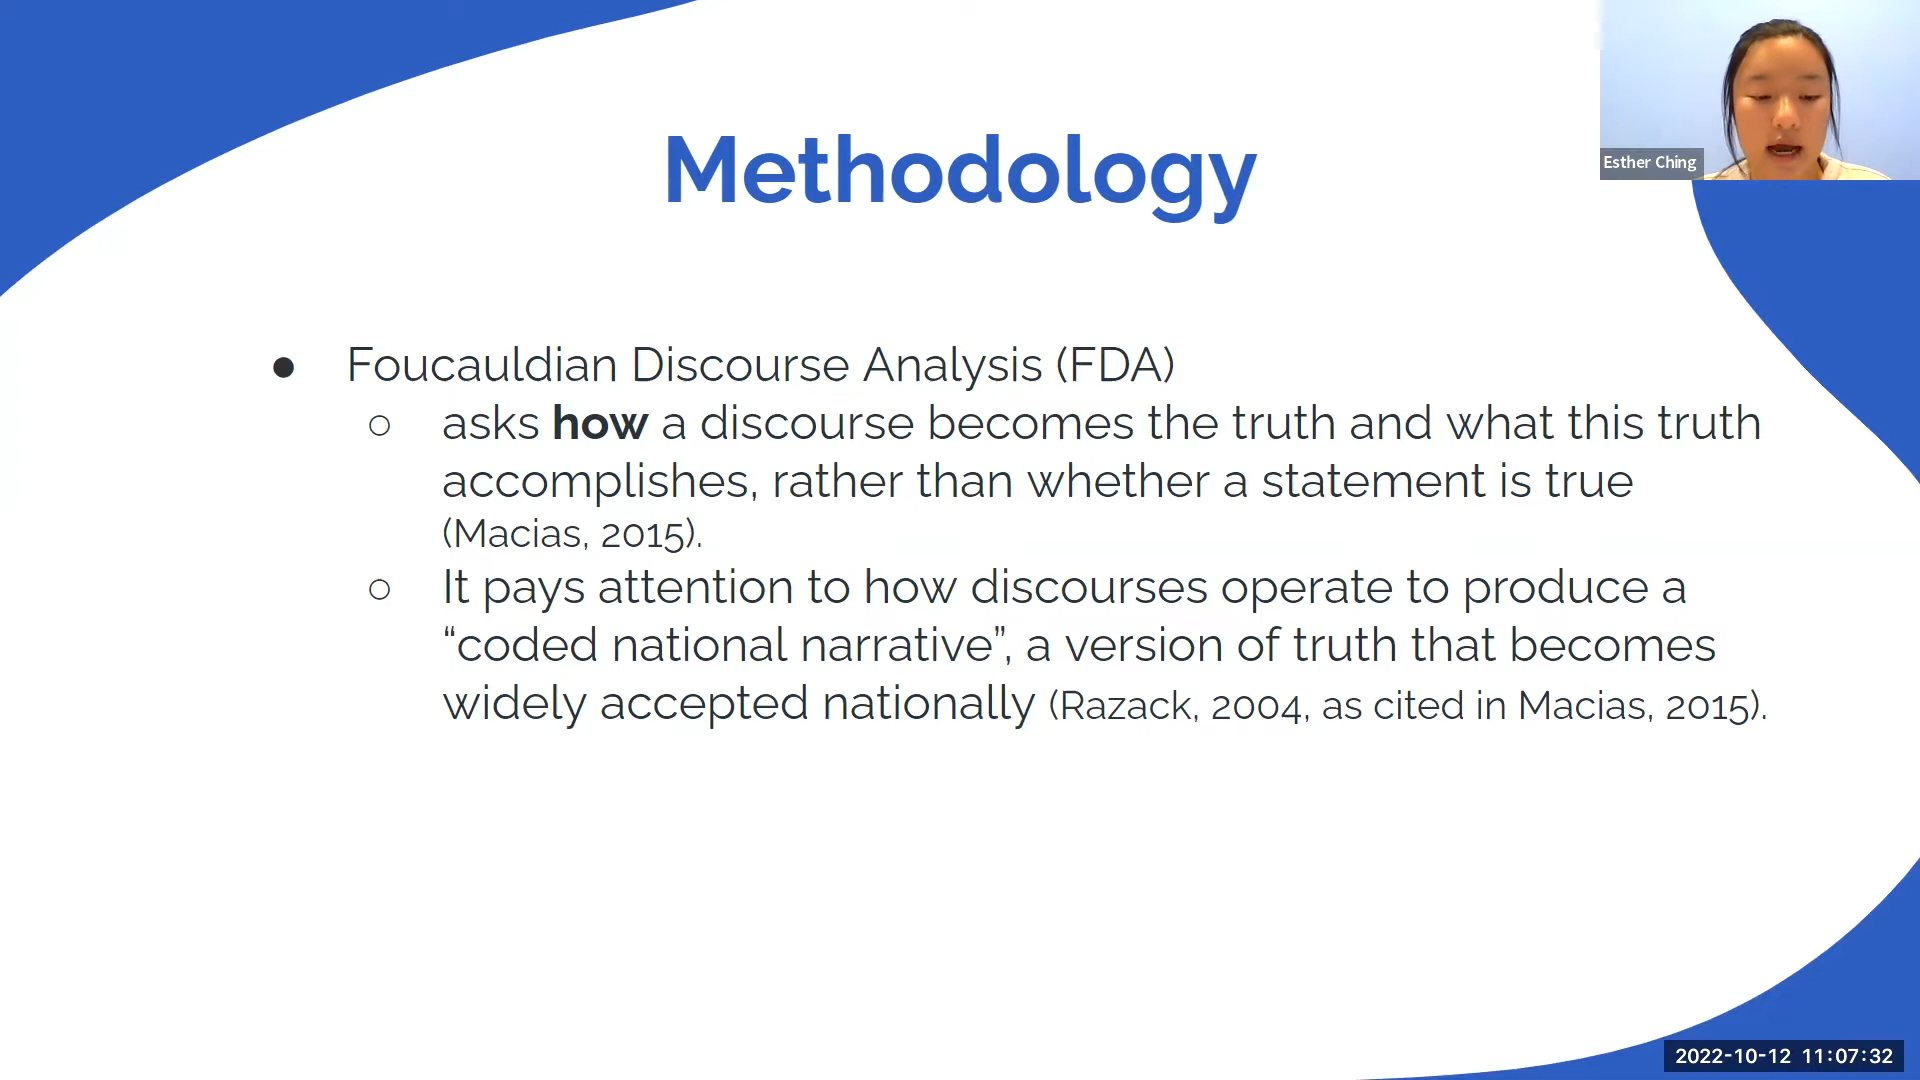 Methodology
Esther Ching
● Foucauldian Discourse Analysis (FDA)
○ asks how a discourse becomes the truth and what this truth
accomplishes, rather than whether a statement is true
(Macias, 2015).
○ It pays attention to how discourses operate to produce a
“coded national narrative”, a version of truth that becomes
widely accepted nationally (Razack, 2004, as cited in Macias, 2015).
2022-10-12 11:07:32